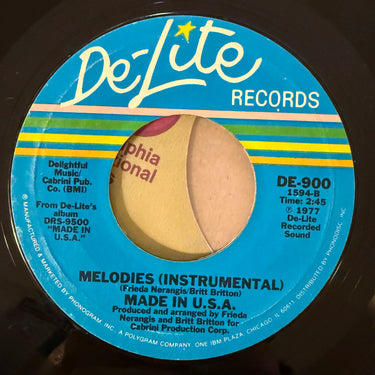 De-Lite
RECORDS
Delightful
Music/
Cabrini Pub.
Co. (BMI)
From De-Lite's
album
DRS-9500
"MADE IN
U.S.A."
DE-900
1594-B
Time: 2:45
℗ 1977
De-Lite
Recorded
Sound
phia
tional
MELODIES (INSTRUMENTAL)
(Frieda Nerangis/Britt Britton)
MADE IN U.S.A.
Produced and arranged by Frieda
Nerangis and Britt Britton for
Cabrini Production Corp.
® MANUFACTURED & MARKETED BY PHONOGRAM, INC. A POLYGRAM COMPANY. ONE IBM PLAZA, CHICAGO, IL 60611 DIST. BY PHONODISC, INC.